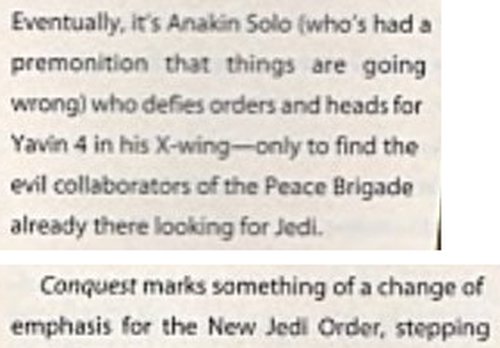 Eventually, it's Anakin Solo (who's had a
premonition that things are going
wrong) who defies orders and heads for
Yavin 4 in his X-wing—only to find the
evil collaborators of the Peace Brigade
already there looking for Jedi.
Conquest marks something of a change of
emphasis for the New Jedi Order, stepping